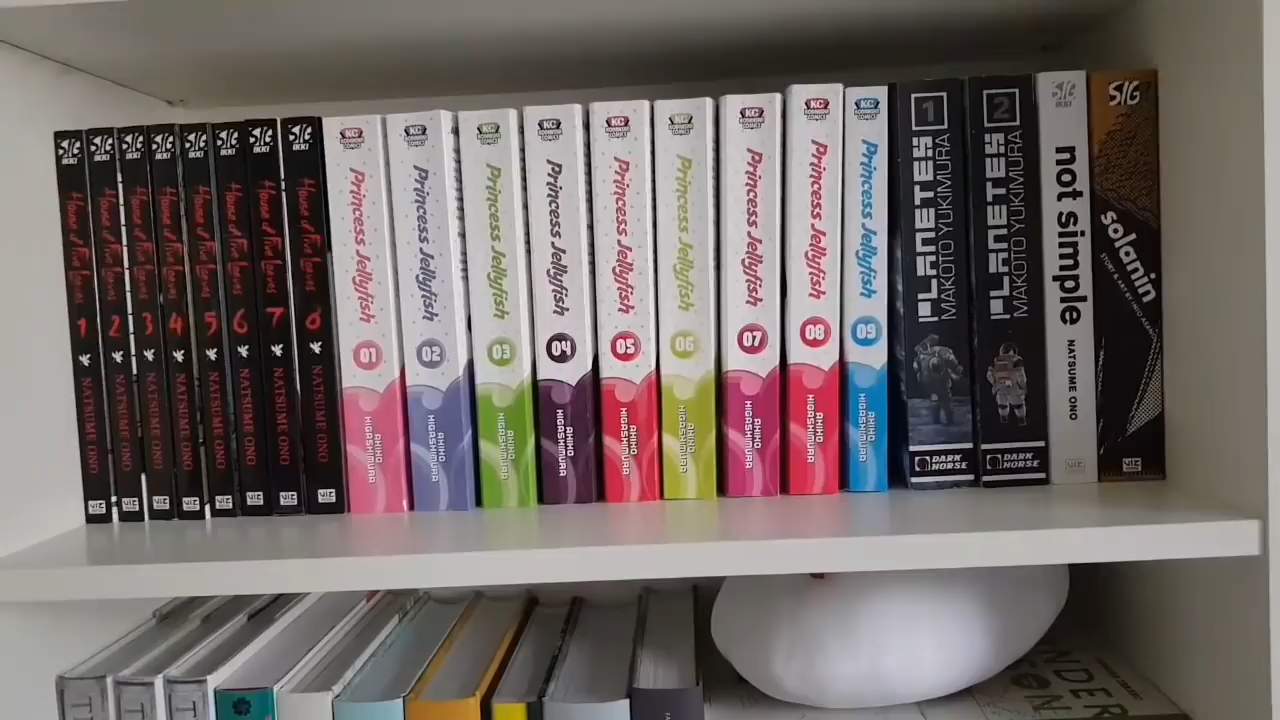 SIG IKKI House of Five Leaves 1 NATSUME ONO VIZ
SIG IKKI House of Five Leaves 2 NATSUME ONO VIZ
SIG IKKI House of Five Leaves 3 NATSUME ONO VIZ
SIG IKKI House of Five Leaves 4 NATSUME ONO VIZ
SIG IKKI House of Five Leaves 5 NATSUME ONO VIZ
SIG IKKI House of Five Leaves 6 NATSUME ONO VIZ
SIG IKKI House of Five Leaves 7 NATSUME ONO VIZ
SIG IKKI House of Five Leaves 8 NATSUME ONO VIZ
KC KODANSHA COMICS Princess Jellyfish 01 AKIKO HIGASHIMURA
KC KODANSHA COMICS Princess Jellyfish 02 AKIKO HIGASHIMURA
KC KODANSHA COMICS Princess Jellyfish 03 AKIKO HIGASHIMURA
KC KODANSHA COMICS Princess Jellyfish 04 AKIKO HIGASHIMURA
KC KODANSHA COMICS Princess Jellyfish 05 AKIKO HIGASHIMURA
KC KODANSHA COMICS Princess Jellyfish 06 AKIKO HIGASHIMURA
KC KODANSHA COMICS Princess Jellyfish 07 AKIKO HIGASHIMURA
KC KODANSHA COMICS Princess Jellyfish 08 AKIKO HIGASHIMURA
KC KODANSHA COMICS Princess Jellyfish 09 AKIKO HIGASHIMURA
1 PLANETES MAKOTO YUKIMURA DARK HORSE
2 PLANETES MAKOTO YUKIMURA DARK HORSE
SIG IKKI not simple NATSUME ONO VIZ
SIG solanin STORY & ART BY INIO ASANO VIZ